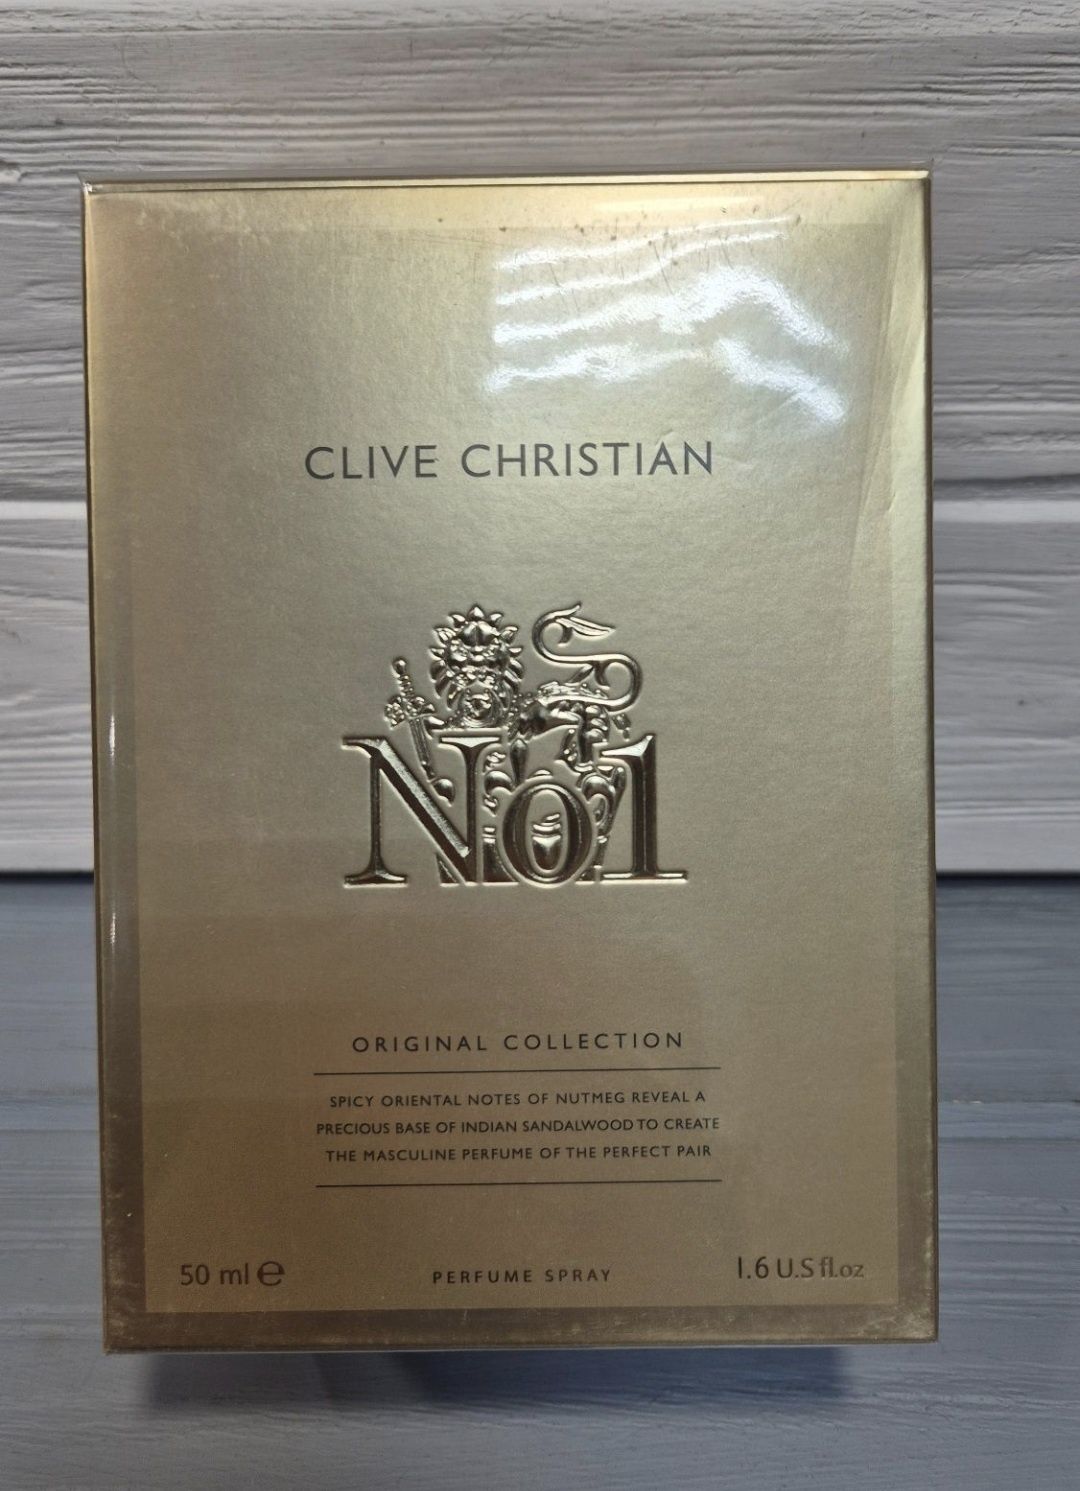 CLIVE CHRISTIAN
No1
ORIGINAL COLLECTION
SPICY ORIENTAL NOTES OF NUTMEG REVEAL A
PRECIOUS BASE OF INDIAN SANDALWOOD TO CREATE
THE MASCULINE PERFUME OF THE PERFECT PAIR
50 ml ℮ PERFUME SPRAY 1.6 U.S fl.oz